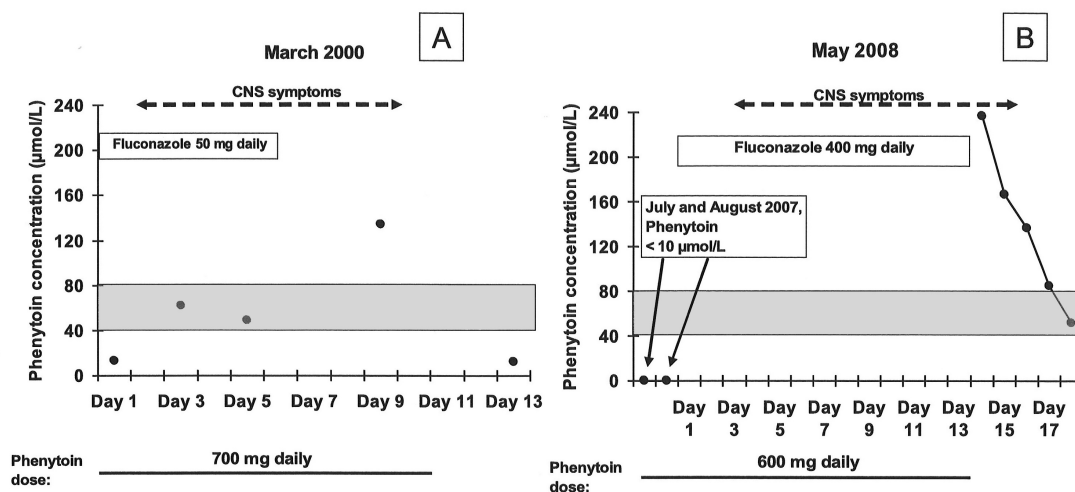 March 2000
A
CNS symptoms
Phenytoin concentration (µmol/L)
240
200
160
120
80
40
0
Fluconazole 50 mg daily
Day 1 Day 3 Day 5 Day 7 Day 9 Day 11 Day 13
Phenytoin
dose:
700 mg daily
May 2008
B
CNS symptoms
Phenytoin concentration (µmol/L)
240
200
160
120
80
40
0
Fluconazole 400 mg daily
July and August 2007,
Phenytoin
< 10 µmol/L
Day Day Day Day Day Day Day Day Day
1 3 5 7 9 11 13 15 17
Phenytoin
dose:
600 mg daily